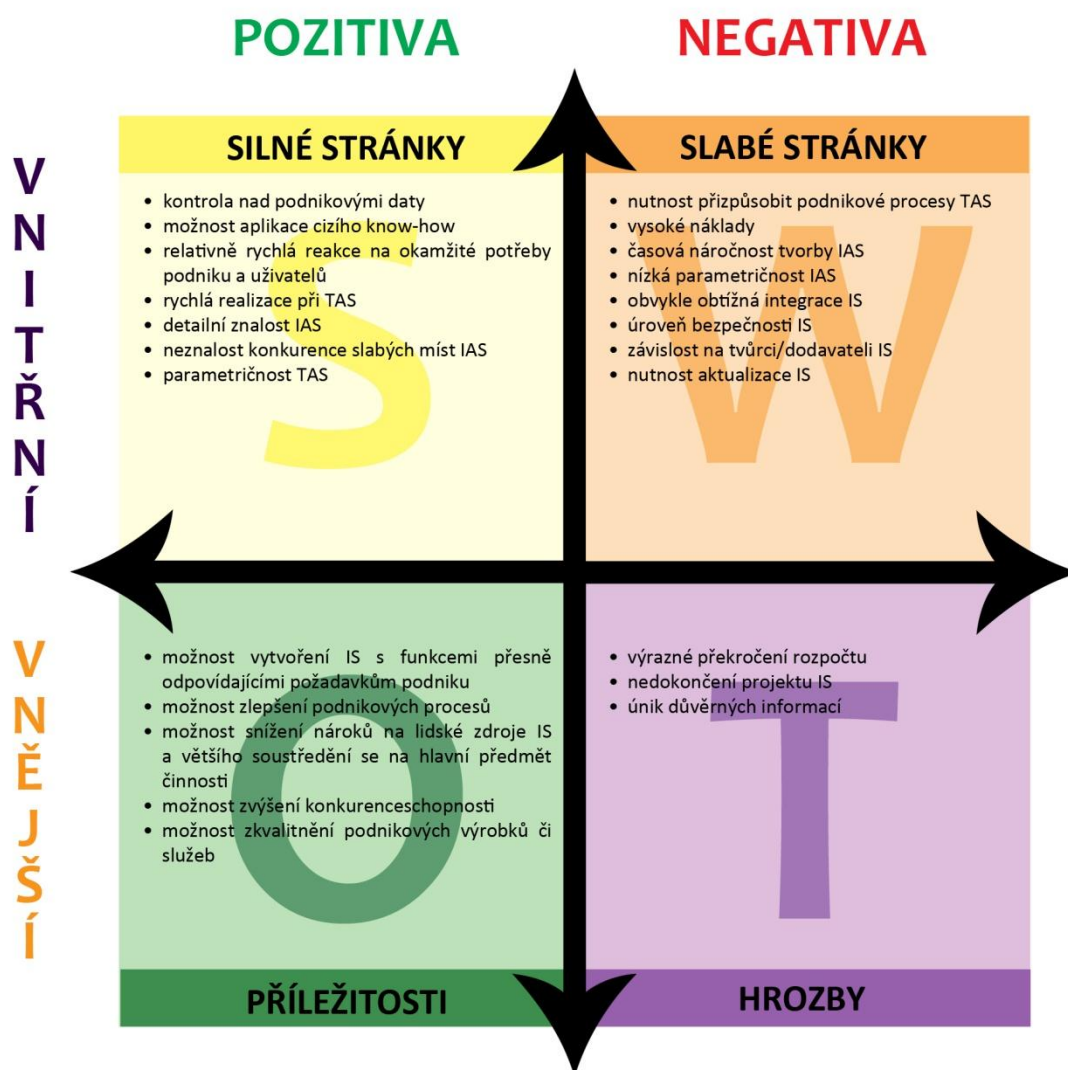 POZITIVA
NEGATIVA
VNITŘNÍ
SILNÉ STRÁNKY
• kontrola nad podnikovými daty
• možnost aplikace cizího know-how
• relativně rychlá reakce na okamžité potřeby
podniku a uživatelů
• rychlá realizace při TAS
• detailní znalost IAS
• neznalost konkurence slabých míst IAS
• parametričnost TAS
S
SLABÉ STRÁNKY
• nutnost přizpůsobit podnikové procesy TAS
• vysoké náklady
• časová náročnost tvorby IAS
• nízká parametričnost IAS
• obvykle obtížná integrace IS
• úroveň bezpečnosti IS
• závislost na tvůrci/dodavateli IS
• nutnost aktualizace IS
W
VNĚJŠÍ
• možnost vytvoření IS s funkcemi přesně
odpovídajícími požadavkům podniku
• možnost zlepšení podnikových procesů
• možnost snížení nároků na lidské zdroje IS
a většího soustředění se na hlavní předmět
činnosti
• možnost zvýšení konkurenceschopnosti
• možnost zkvalitnění podnikových výrobků či
služeb
O
PŘÍLEŽITOSTI
• výrazné překročení rozpočtu
• nedokončení projektu IS
• únik důvěrných informací
T
HROZBY